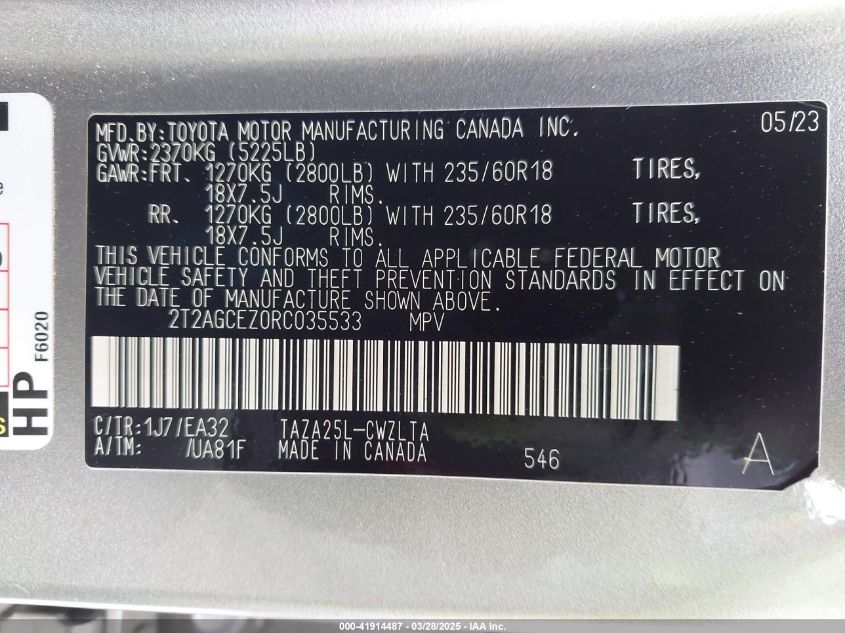 MFD.BY:TOYOTA MOTOR MANUFACTURING CANADA INC. 05/23
GVWR:2370KG (5225LB)
GAWR:FRT. 1270KG (2800LB) WITH 235/60R18 TIRES,
18X7.5J RIMS.
RR. 1270KG (2800LB) WITH 235/60R18 TIRES,
18X7.5J RIMS.
THIS VEHICLE CONFORMS TO ALL APPLICABLE FEDERAL MOTOR
VEHICLE SAFETY AND THEFT PREVENTION STANDARDS IN EFFECT ON
THE DATE OF MANUFACTURE SHOWN ABOVE.
2T2AGCEZ0RC035533 MPV
C/TR:1J7/EA32 TAZA25L-CWZLTA
A/TM: /UA81F MADE IN CANADA 546 A
HP F6020
000-41914487 - 03/28/2025 - IAA Inc.